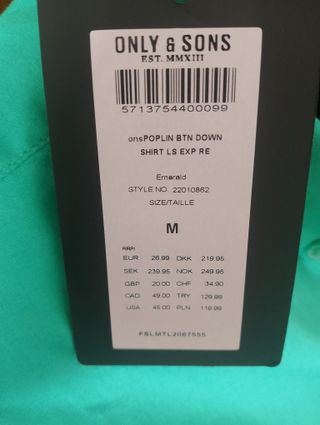 ONLY & SONS
EST. MMXIII
5713754400099
onsPOPLIN BTN DOWN
SHIRT LS EXP RE
Emerald
STYLE NO. 22010862
SIZE/TAILLE
M
RRP:
EUR 26.99 DKK 219.95
SEK 239.95 NOK 249.95
GBP 20.00 CHF 34.90
CAD 49.00 TRY 129.99
USA 45.00 PLN 119.99
FSLMTL2067555